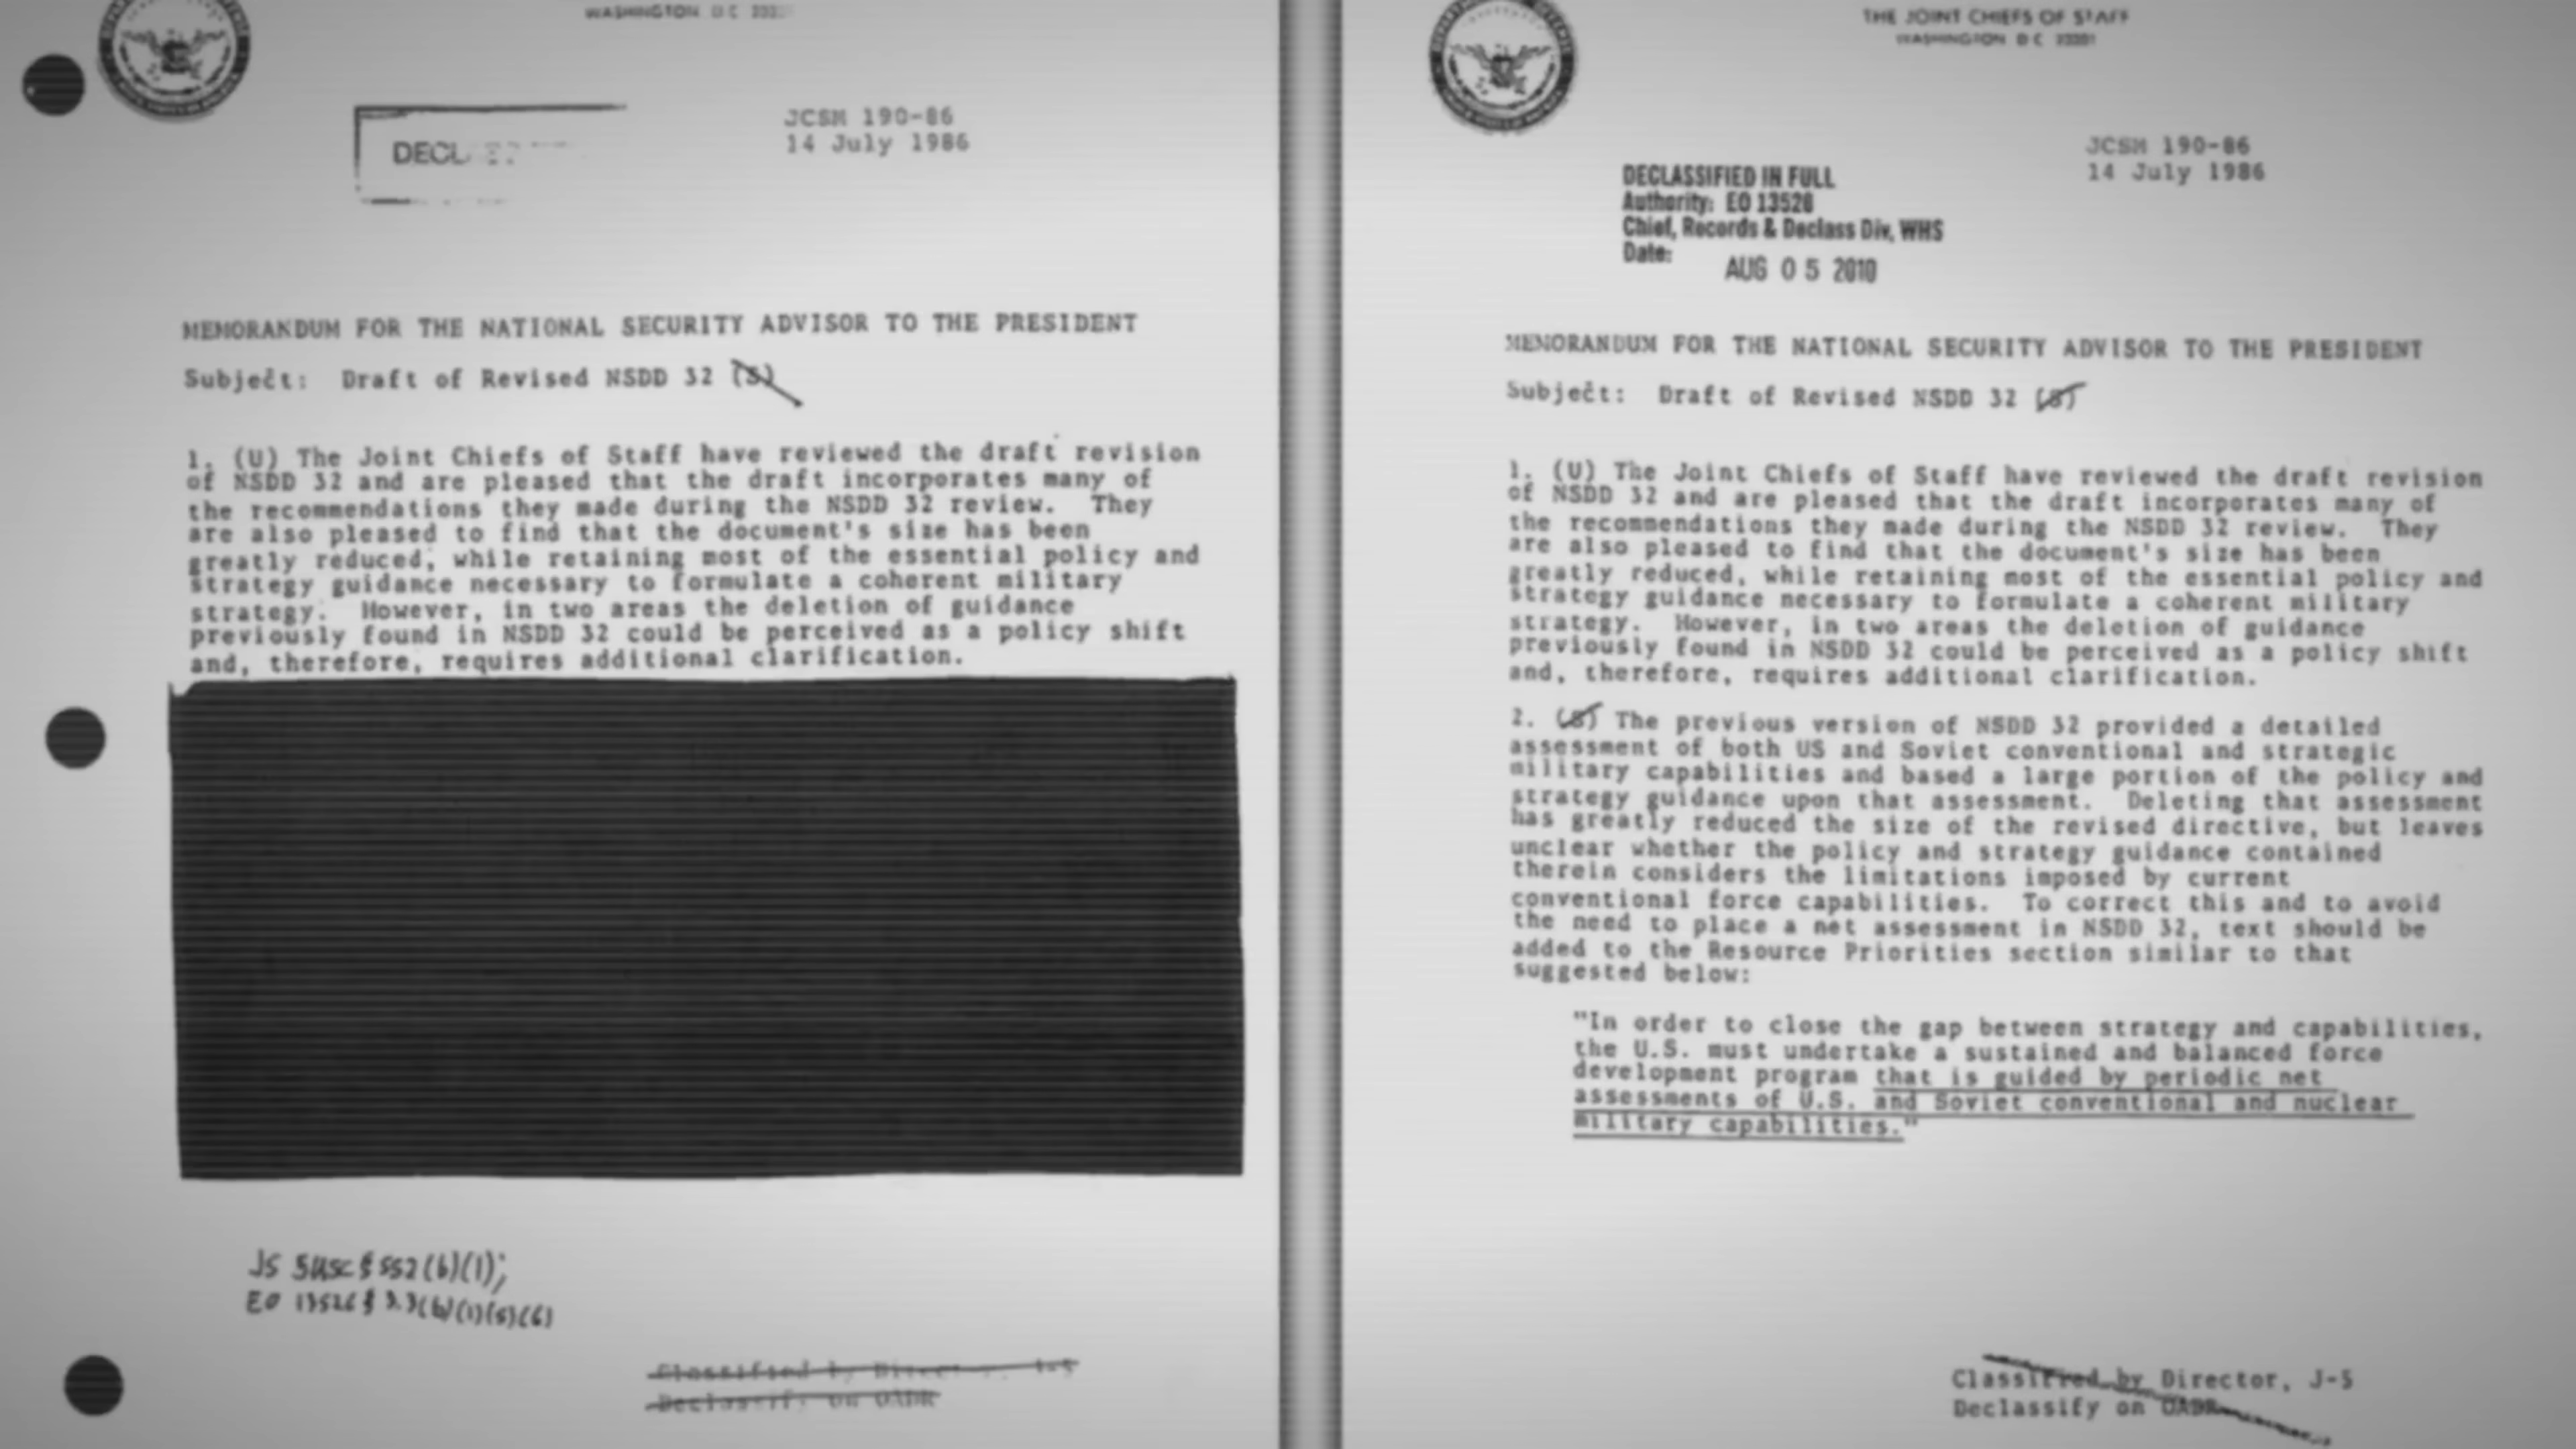 WASHINGTON D C
DECL
JCSM 190-86
14 July 1986
MEMORANDUM FOR THE NATIONAL SECURITY ADVISOR TO THE PRESIDENT
Subject: Draft of Revised NSDD 32 (S)
1. (U) The Joint Chiefs of Staff have reviewed the draft revision
of NSDD 32 and are pleased that the draft incorporates many of
the recommendations they made during the NSDD 32 review. They
are also pleased to find that the document's size has been
greatly reduced, while retaining most of the essential policy and
strategy guidance necessary to formulate a coherent military
strategy. However, in two areas the deletion of guidance
previously found in NSDD 32 could be perceived as a policy shift
and, therefore, requires additional clarification.
JS 5 USC § 552 (b)(1);
EO 13526 § 3.3(b)(1)(5)(6)
Classified by Director, J-5
Declassify on OADR
THE JOINT CHIEFS OF STAFF
WASHINGTON D C 20301
JCSM 190-86
14 July 1986
DECLASSIFIED IN FULL
Authority: EO 13526
Chief, Records & Declass Div, WHS
Date:
AUG 05 2010
MEMORANDUM FOR THE NATIONAL SECURITY ADVISOR TO THE PRESIDENT
Subject: Draft of Revised NSDD 32 (S)
1. (U) The Joint Chiefs of Staff have reviewed the draft revision
of NSDD 32 and are pleased that the draft incorporates many of
the recommendations they made during the NSDD 32 review. They
are also pleased to find that the document's size has been
greatly reduced, while retaining most of the essential policy and
strategy guidance necessary to formulate a coherent military
strategy. However, in two areas the deletion of guidance
previously found in NSDD 32 could be perceived as a policy shift
and, therefore, requires additional clarification.
2. (S) The previous version of NSDD 32 provided a detailed
assessment of both US and Soviet conventional and strategic
military capabilities and based a large portion of the policy and
strategy guidance upon that assessment. Deleting that assessment
has greatly reduced the size of the revised directive, but leaves
unclear whether the policy and strategy guidance contained
therein considers the limitations imposed by current
conventional force capabilities. To correct this and to avoid
the need to place a net assessment in NSDD 32, text should be
added to the Resource Priorities section similar to that
suggested below:
"In order to close the gap between strategy and capabilities,
the U.S. must undertake a sustained and balanced force
development program that is guided by periodic net
assessments of U.S. and Soviet conventional and nuclear
military capabilities."
Classified by Director, J-5
Declassify on OADR